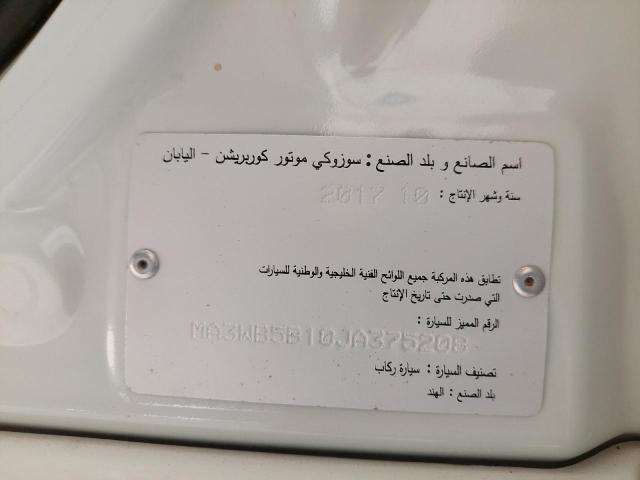 اسم الصانع و بلد الصنع : سوزوكي موتور كوربريشن - اليابان
سنة وشهر الإنتاج : 2017 10
تطابق هذه المركبة جميع اللوائح الفنية الخليجية والوطنية للسيارات
التي صدرت حتى تاريخ الإنتاج
الرقم المميز للسيارة :
MA3WB5B10JA375208
تصنيف السيارة : سيارة ركاب
بلد الصنع : الهند